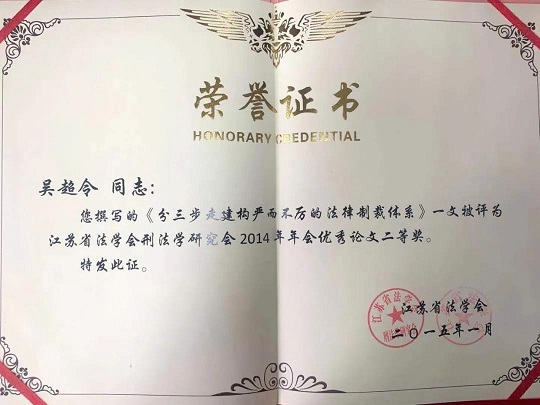 荣誉证书
HONORARY CREDENTIAL
吴超令 同志：
您撰写的《分三步走建构严而不厉的法律制裁体系》一文被评为
江苏省法学会刑法学研究会2014年年会优秀论文二等奖。
特发此证。
江苏省法学会
二〇一五年一月